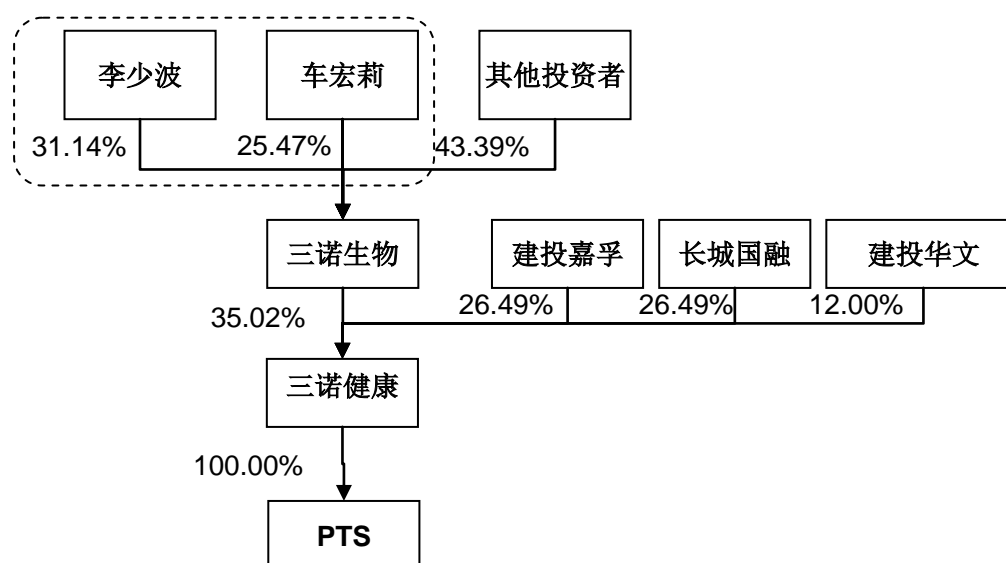 李少波
车宏莉
其他投资者
31.14%
25.47%
43.39%
三诺生物
建投嘉孚
长城国融
建投华文
35.02%
26.49%
26.49%
12.00%
三诺健康
100.00%
PTS